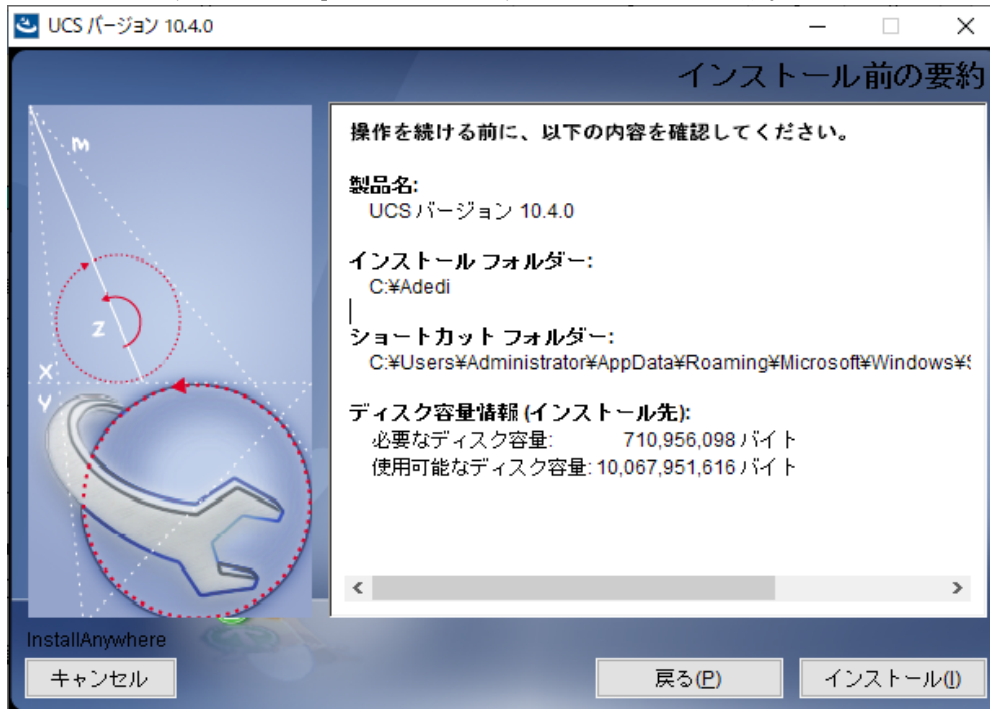 UCS バージョン 10.4.0
インストール前の要約
操作を続ける前に、以下の内容を確認してください。
製品名:
UCS バージョン 10.4.0
インストール フォルダー:
C:¥Adedi
ショートカット フォルダー:
C:¥Users¥Administrator¥AppData¥Roaming¥Microsoft¥Windows¥
ディスク容量情報 (インストール先):
必要なディスク容量: 710,956,098 バイト
使用可能なディスク容量: 10,067,951,616 バイト
m
z
X
Y
InstallAnywhere
キャンセル
戻る(P)
インストール(I)